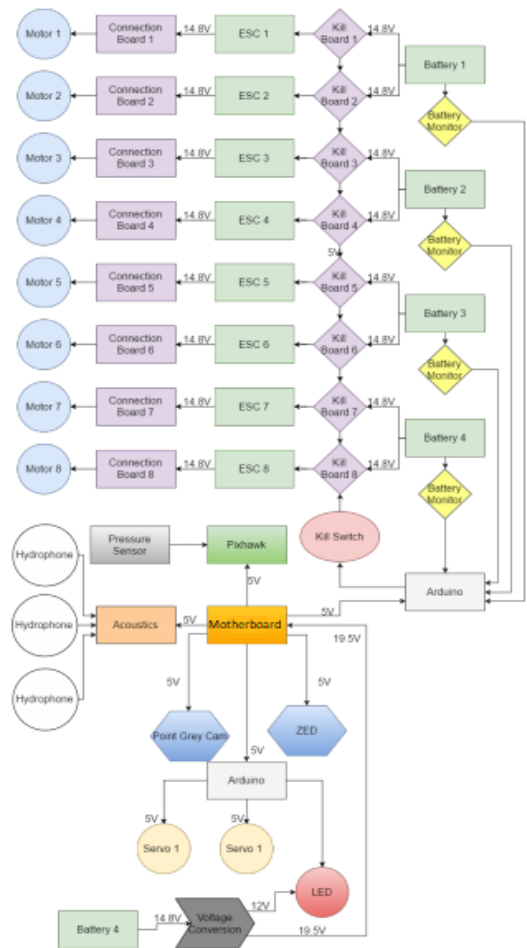 Motor 1
Connection
Board 1
14.8V
ESC 1
Kill
Board 1
14.8V
Battery 1
Motor 2
Connection
Board 2
14.8V
ESC 2
Kill
Board 2
14.8V
Battery
Monitor
Motor 3
Connection
Board 3
14.8V
ESC 3
Kill
Board 3
14.8V
Battery 2
Motor 4
Connection
Board 4
14.8V
ESC 4
Kill
Board 4
14.8V
Battery
Monitor
5V
Motor 5
Connection
Board 5
14.8V
ESC 5
Kill
Board 5
14.8V
Battery 3
Motor 6
Connection
Board 6
14.8V
ESC 6
Kill
Board 6
14.8V
Battery
Monitor
Motor 7
Connection
Board 7
14.8V
ESC 7
Kill
Board 7
14.8V
Battery 4
Motor 8
Connection
Board 8
14.8V
ESC 8
Kill
Board 8
14.8V
Battery
Monitor
Hydrophone
Pressure
Sensor
Pixhawk
Kill Switch
5V
Arduino
Hydrophone
Acoustics
5V
Motherboard
5V
19.5V
Hydrophone
5V
5V
Point Grey Cam
ZED
5V
Arduino
5V
5V
Servo 1
Servo 1
LED
12V
Battery 4
14.8V
Voltage
Conversion
19.5V